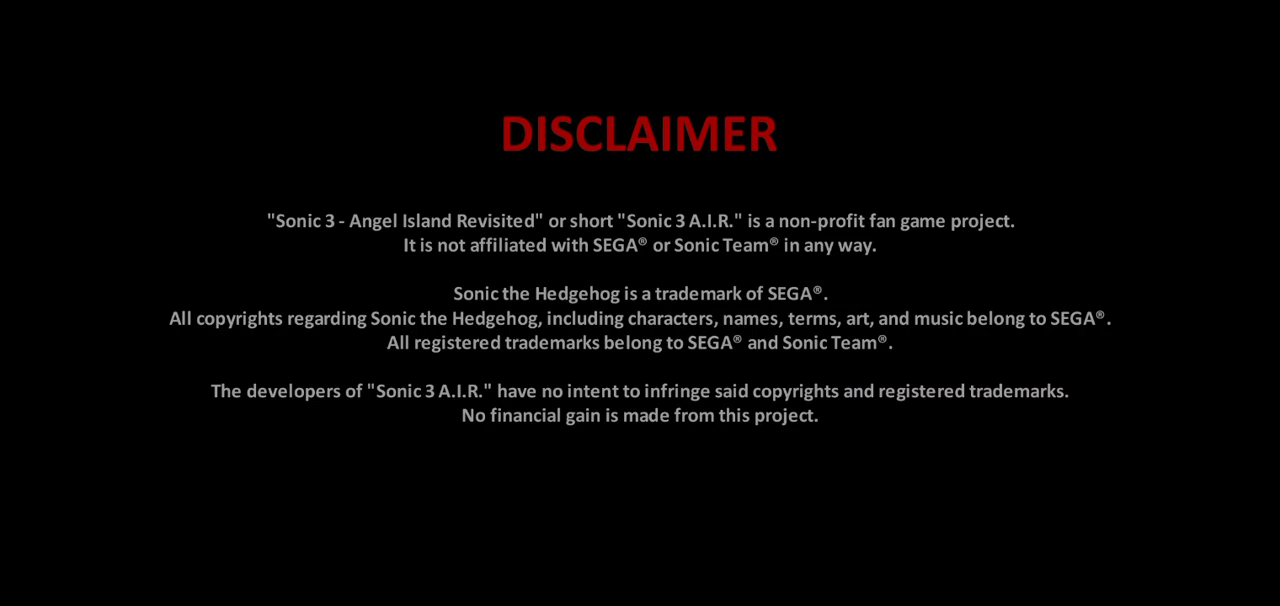 DISCLAIMER
"Sonic 3 - Angel Island Revisited" or short "Sonic 3 A.I.R." is a non-profit fan game project.
It is not affiliated with SEGA® or Sonic Team® in any way.
Sonic the Hedgehog is a trademark of SEGA®.
All copyrights regarding Sonic the Hedgehog, including characters, names, terms, art, and music belong to SEGA®.
All registered trademarks belong to SEGA® and Sonic Team®.
The developers of "Sonic 3 A.I.R." have no intent to infringe said copyrights and registered trademarks.
No financial gain is made from this project.